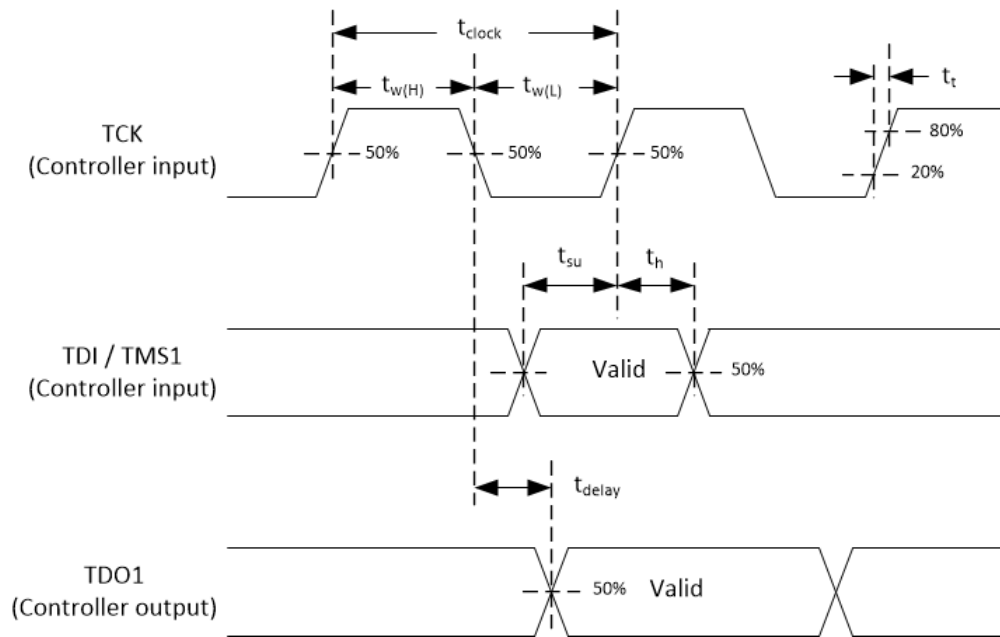 tclock
tw(H)
tw(L)
tt
TCK
(Controller input)
50%
50%
50%
80%
20%
tsu
th
TDI / TMS1
(Controller input)
Valid
50%
tdelay
TDO1
(Controller output)
50%
Valid